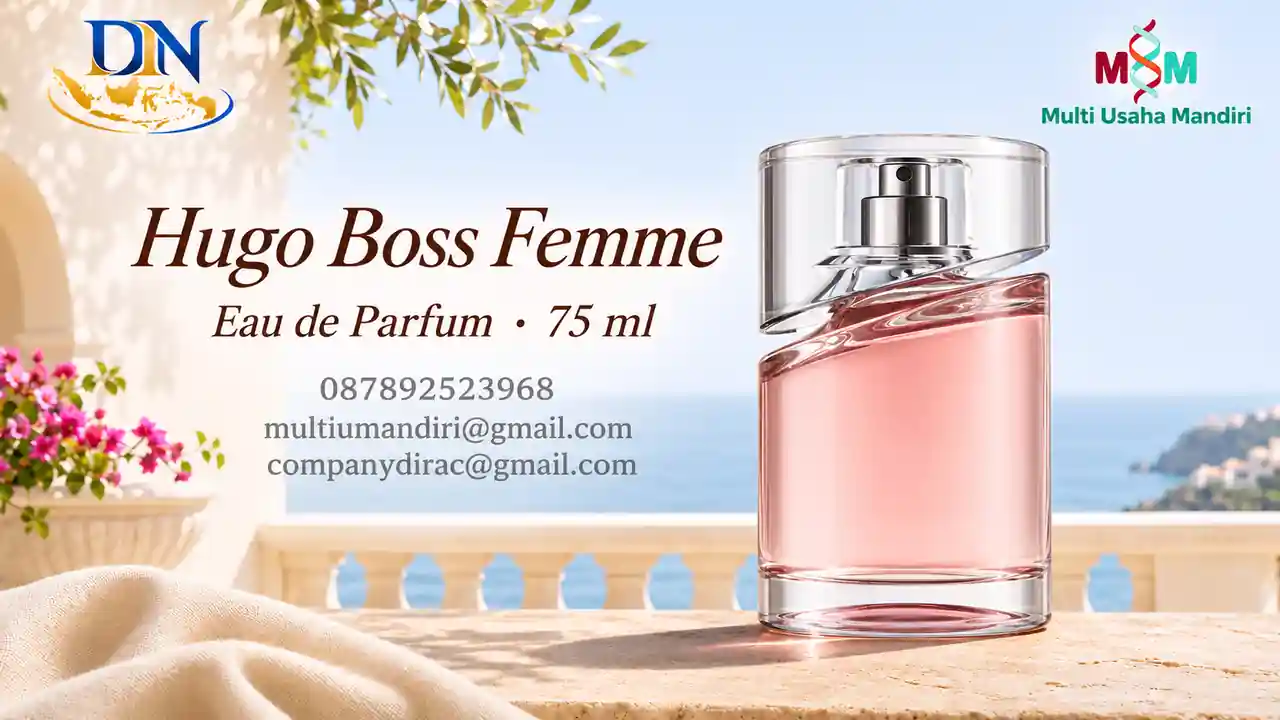 DN
MSM
Multi Usaha Mandiri
Hugo Boss Femme
Eau de Parfum • 75 ml
087892523968
multiumandiri@gmail.com
companydirac@gmail.com